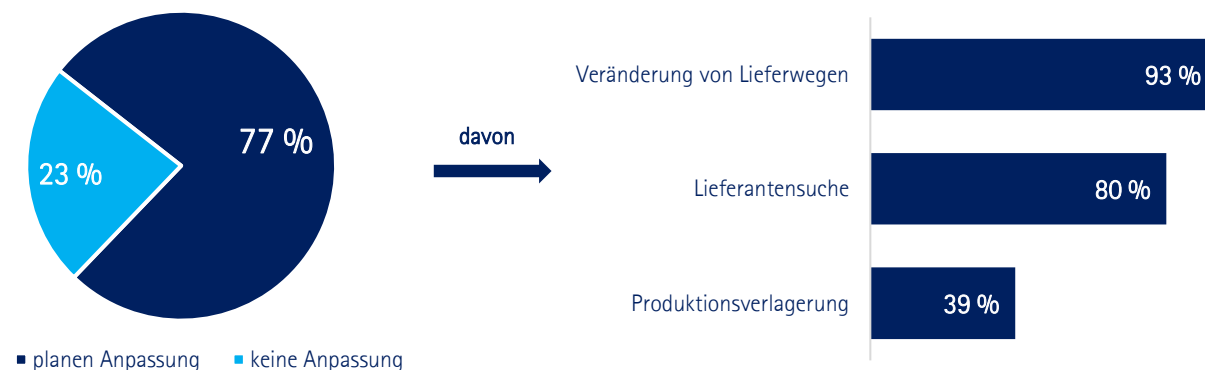 77 %
23 %
planen Anpassung
keine Anpassung
davon
Veränderung von Lieferwegen
93 %
Lieferantensuche
80 %
Produktionsverlagerung
39 %